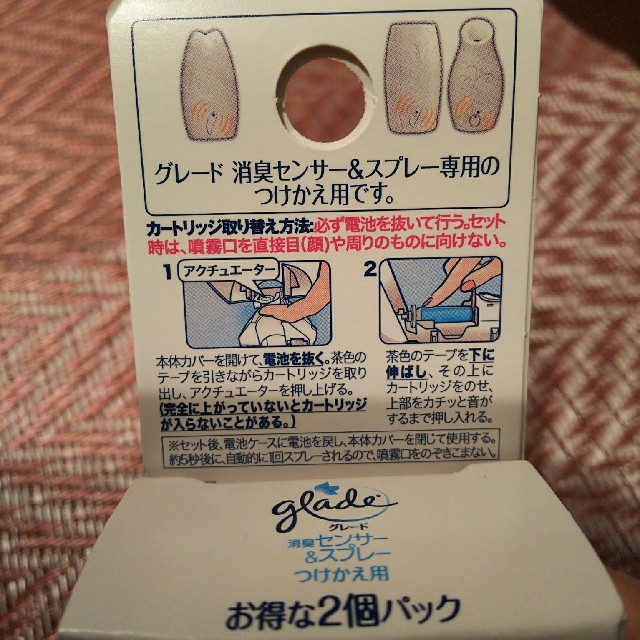 グレード 消臭センサー&スプレー専用の
つけかえ用です。
カートリッジ取り替え方法:必ず電池を抜いて行う。セット
時は、噴霧口を直接目(顔)や周りのものに向けない。
1 アクチュエーター
本体カバーを開けて、電池を抜く。茶色の
テープを引きながらカートリッジを取り
出し、アクチュエーターを押し上げる。
(完全に上がっていないとカートリッジ
が入らないことがある。)
2
茶色のテープを下に
伸ばし、その上に
カートリッジをのせ、
上部をカチッと音が
するまで押し入れる。
※セット後、電池ケースに電池を戻し、本体カバーを閉じて使用する。
約5秒後に、自動的に1回スプレーされるので、噴霧口をのぞきこまない。
glade
グレード
消臭センサー
&スプレー
つけかえ用
お得な2個パック